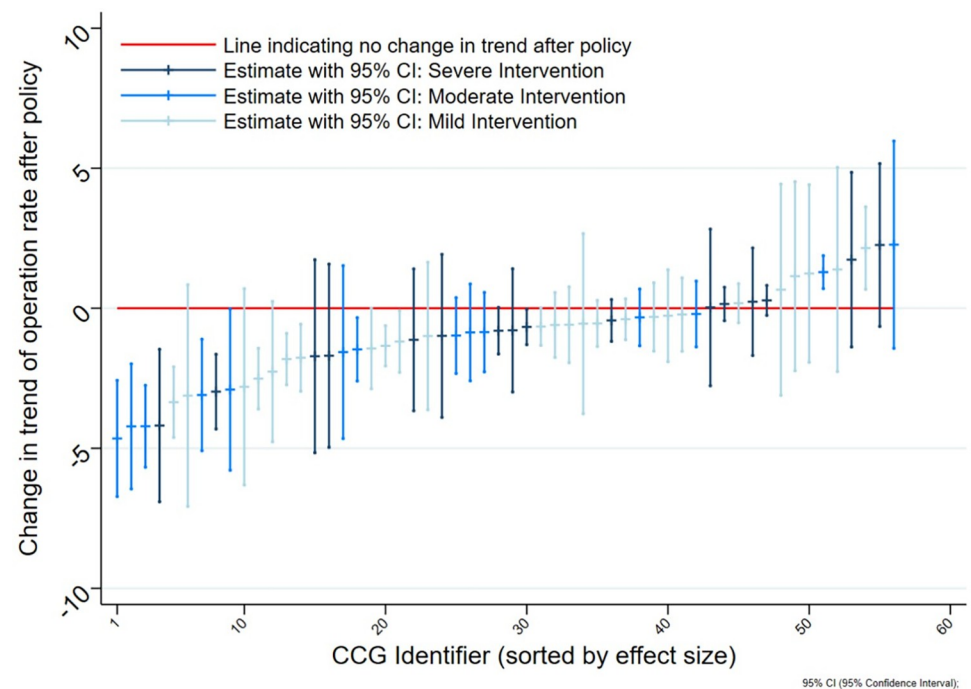 Line indicating no change in trend after policy
Estimate with 95% CI: Severe Intervention
Estimate with 95% CI: Moderate Intervention
Estimate with 95% CI: Mild Intervention
Change in trend of operation rate after policy
10
5
0
-5
-10
1
10
20
30
40
50
60
CCG Identifier (sorted by effect size)
95% CI (95% Confidence Interval);